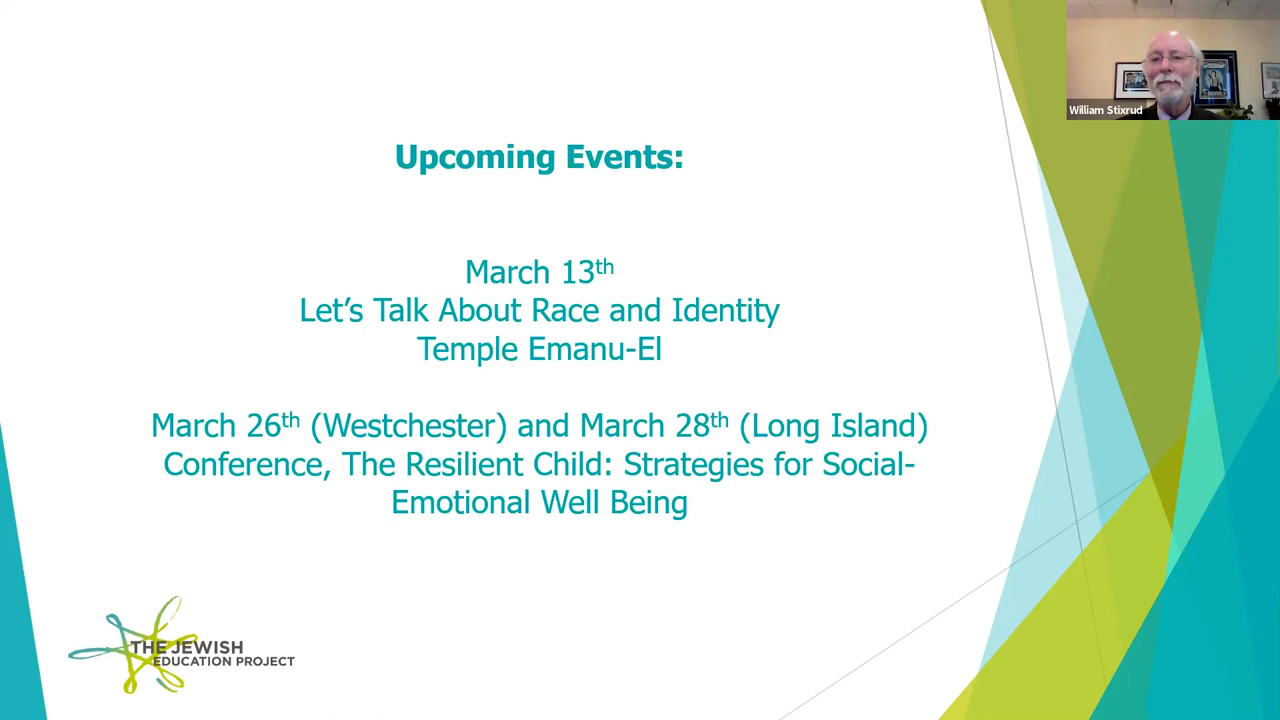 William Stixrud
Upcoming Events:
March 13th
Let’s Talk About Race and Identity
Temple Emanu-El
March 26th (Westchester) and March 28th (Long Island)
Conference, The Resilient Child: Strategies for Social-
Emotional Well Being
THE JEWISH
EDUCATION PROJECT